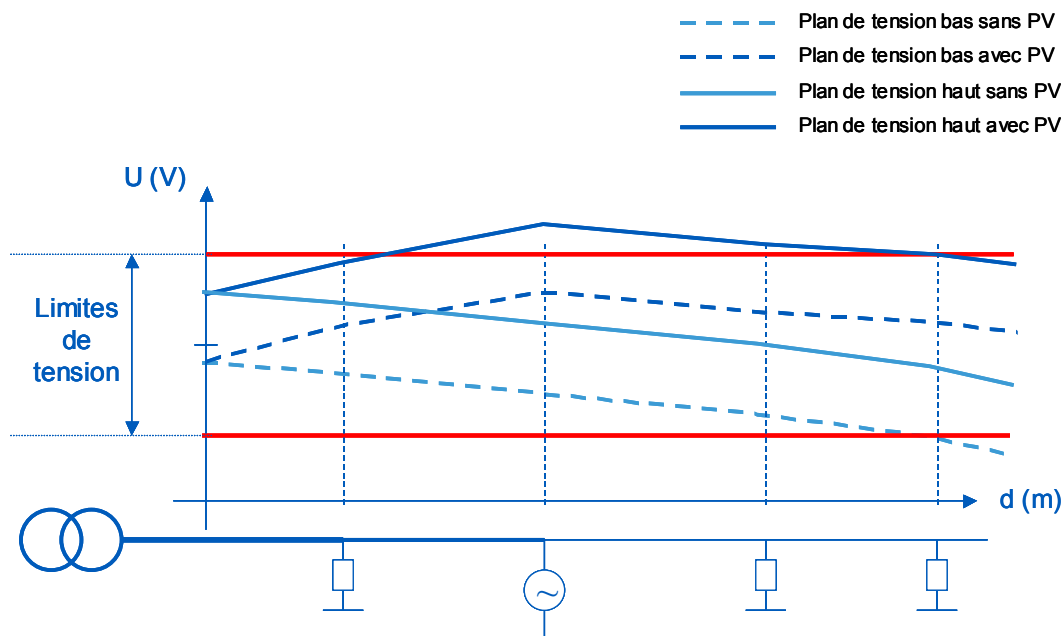 Plan de tension bas sans PV
Plan de tension bas avec PV
Plan de tension haut sans PV
Plan de tension haut avec PV
U (V)
Limites
de
tension
d (m)
~